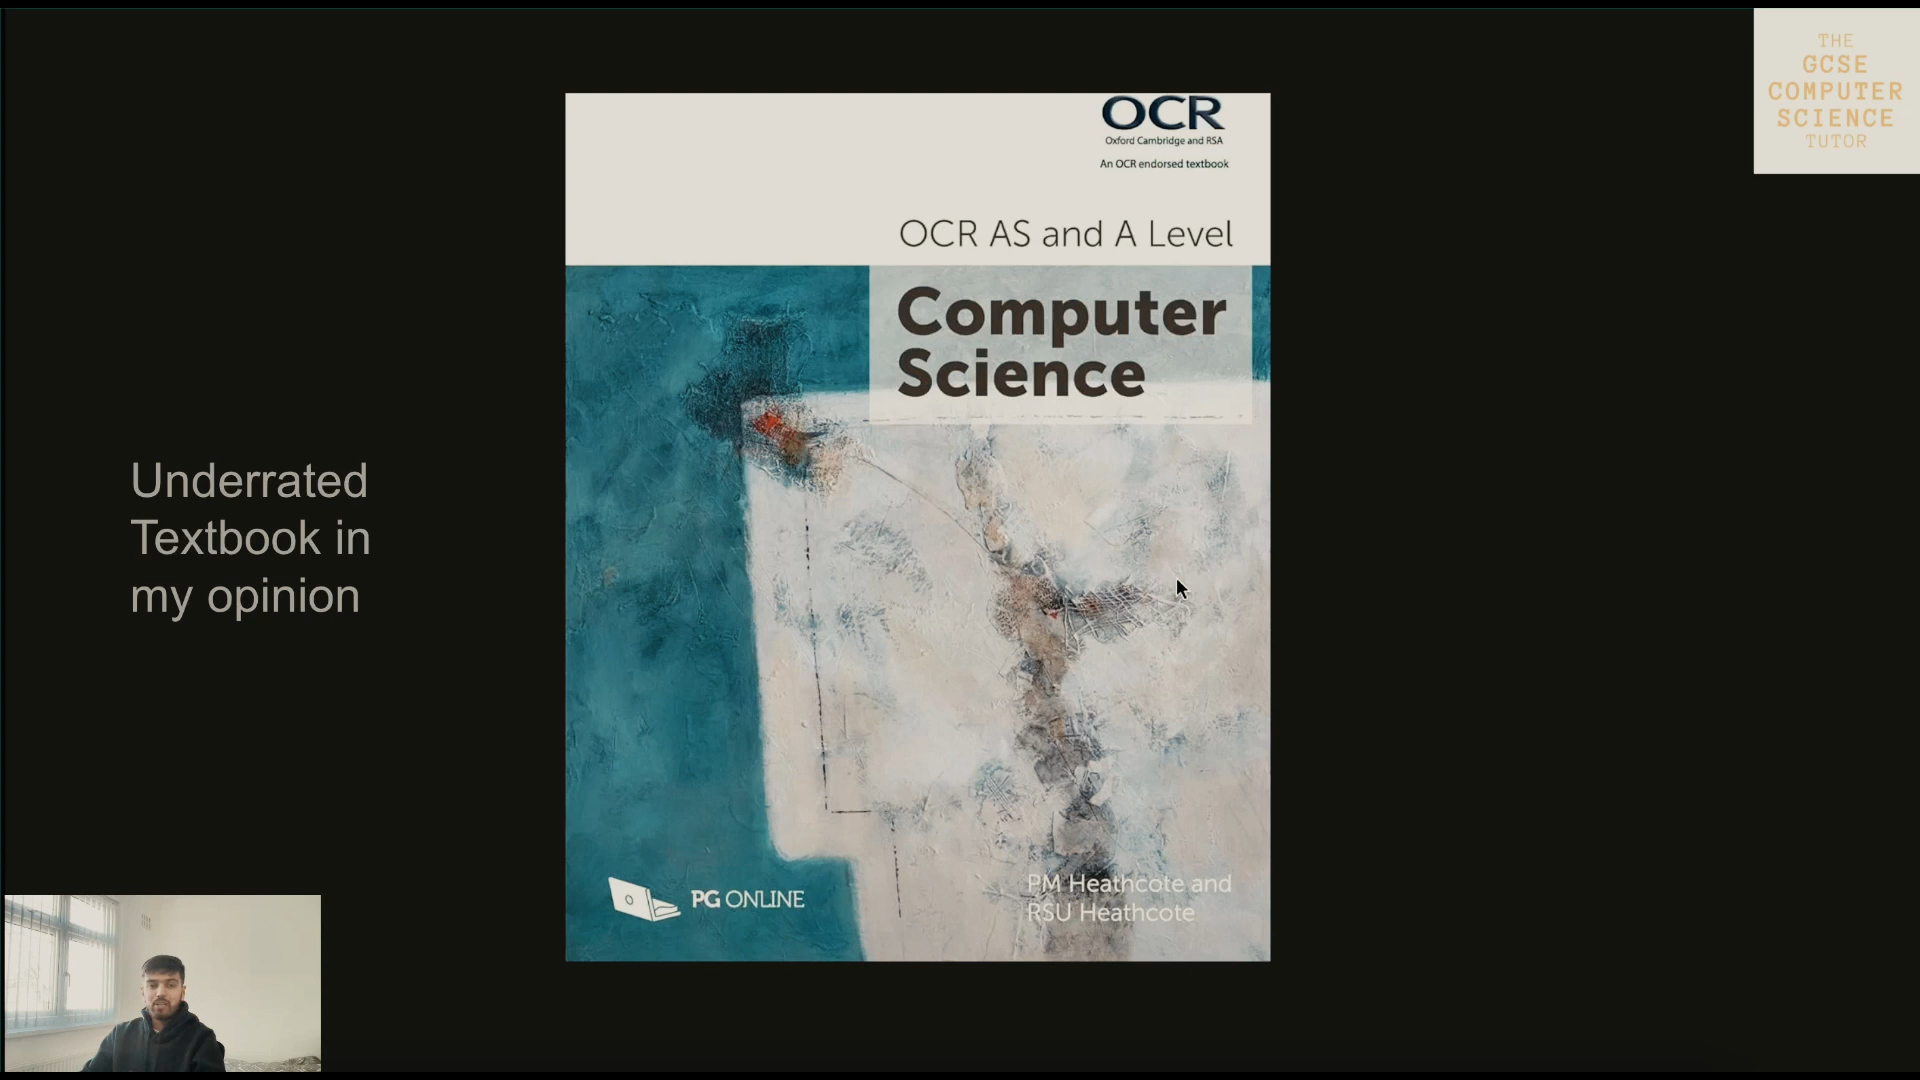 THE
GCSE
COMPUTER
SCIENCE
TUTOR
OCR
Oxford Cambridge and RSA
An OCR endorsed textbook
OCR AS and A Level
Computer
Science
Underrated
Textbook in
my opinion
PG ONLINE
PM Heathcote and
RSU Heathcote